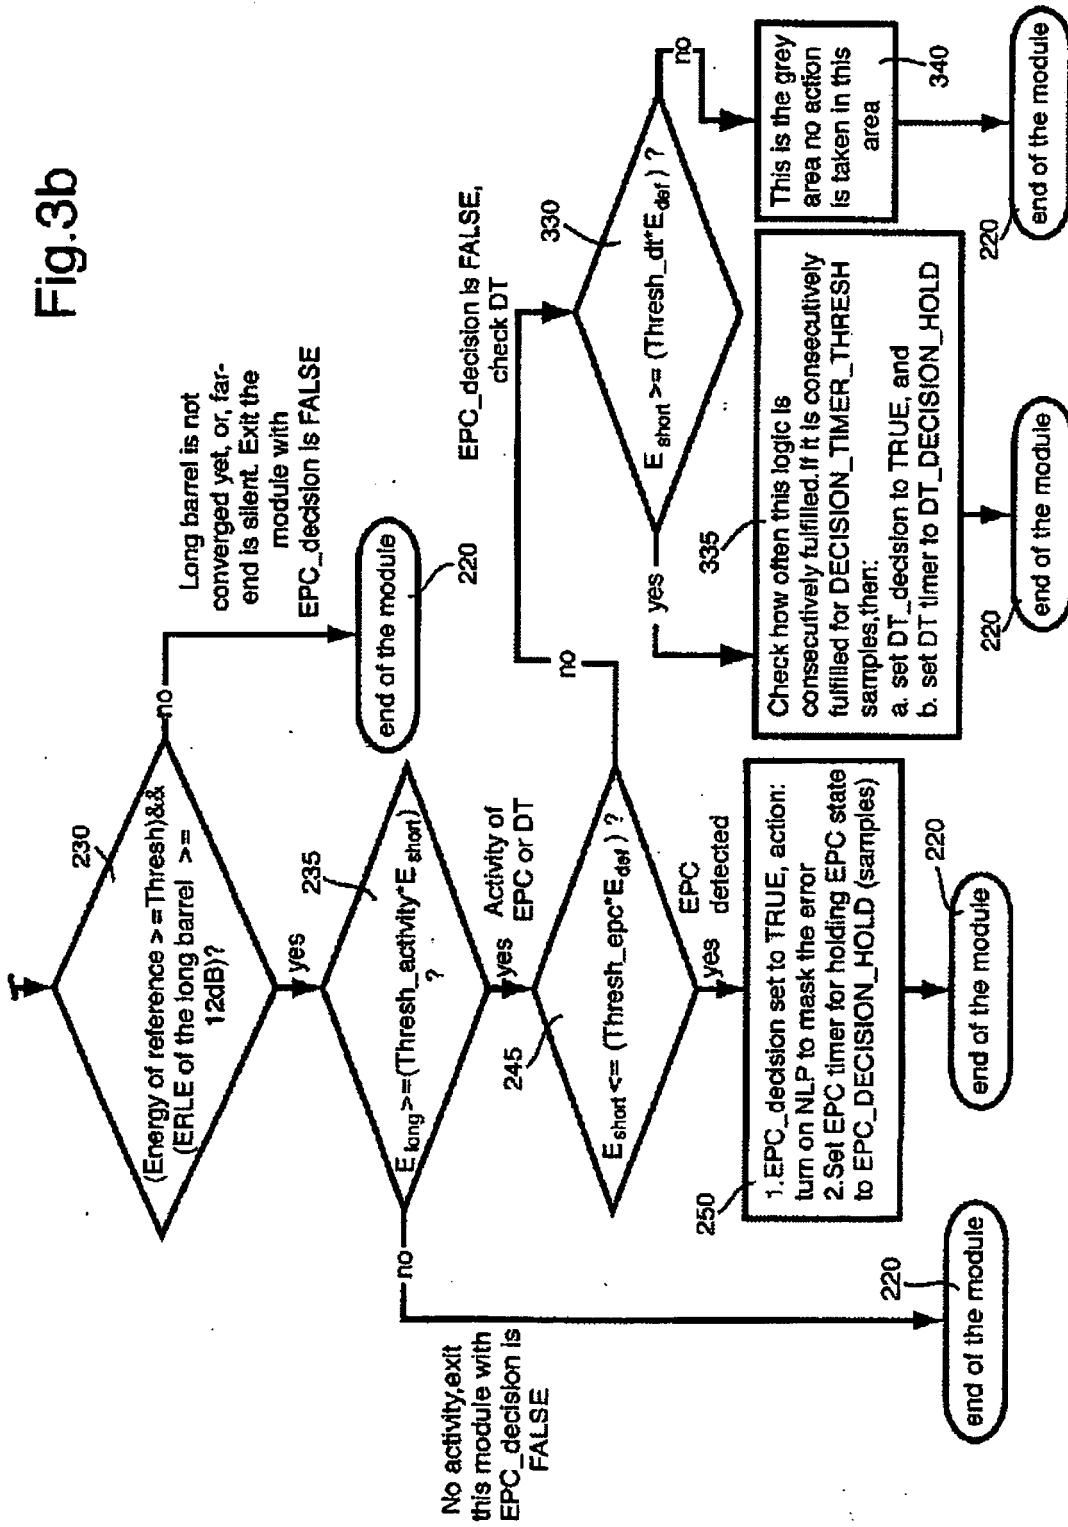 Fig.3b
230
(Energy of reference >=Thresh)&&
(ERLE of the long barrel >=
12dB)?
no
Long barrel is not
converged yet, or, far-
end is silent. Exit the
module with
EPC_decision is FALSE
end of the module
220
yes
235
E long >=(Thresh_activity*E short)
?
no
No activity,exit
this module with
EPC_decision is
FALSE
220
end of the module
yes
Activity of
EPC or DT
245
E short <= (Thresh_epc*E def) ?
no
EPC_decision is FALSE,
check DT
yes
EPC
detected
250
1.EPC_decision set to TRUE, action:
turn on NLP to mask the error
2.Set EPC timer for holding EPC state
to EPC_DECISION_HOLD (samples)
220
end of the module
330
E short >= (Thresh_dt*E def) ?
yes
335
Check how often this logic is
consecutively fulfilled.If it is consecutively
fulfilled for DECISION_TIMER_THRESH
samples,then:
a. set DT_decision to TRUE, and
b. set DT timer to DT_DECISION_HOLD
220
end of the module
no
This is the grey
area no action
is taken in this
area
340
220
end of the module